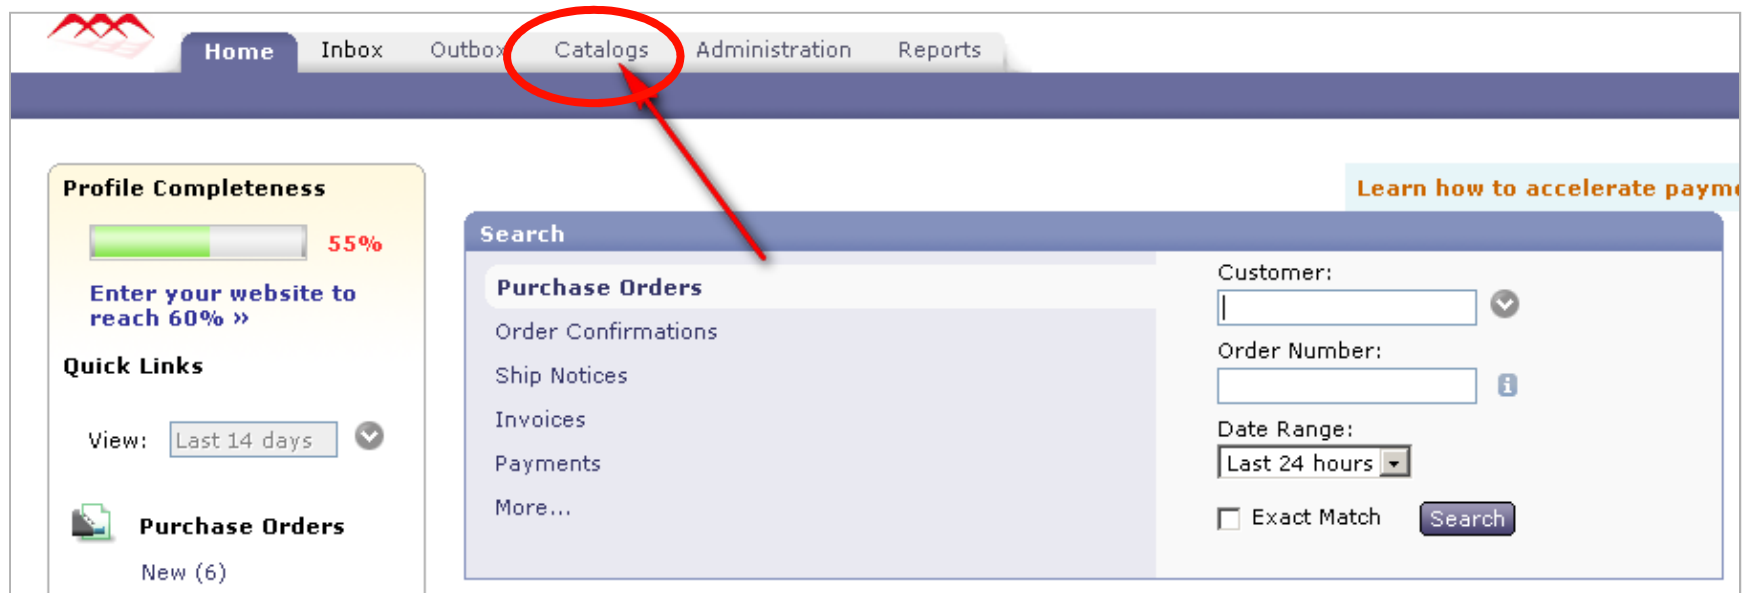 Home Inbox Outbox Catalogs Administration Reports
Profile Completeness
55%
Enter your website to
reach 60% »
Quick Links
View: Last 14 days
Purchase Orders
New (6)
Learn how to accelerate
Search
Purchase Orders
Order Confirmations
Ship Notices
Invoices
Payments
More...
Customer:
Order Number:
Date Range:
Last 24 hours
Exact Match Search